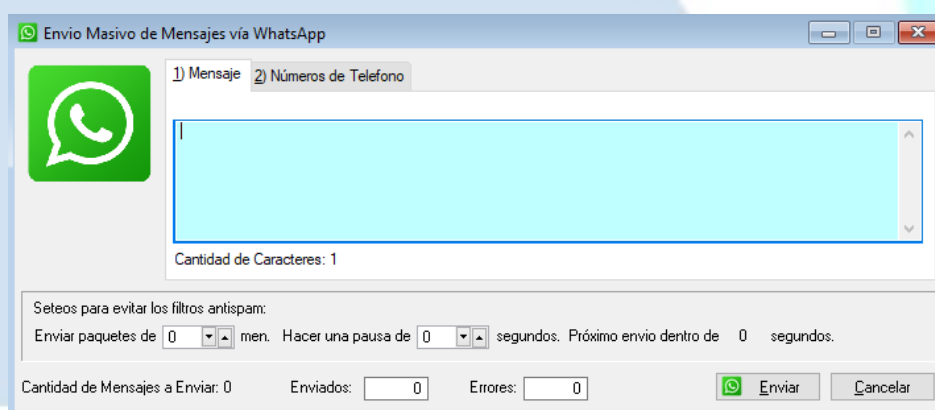 Envio Masivo de Mensajes vía WhatsApp
1) Mensaje 2) Números de Telefono
Cantidad de Caracteres: 1
Seteos para evitar los filtros antispam:
Enviar paquetes de 0 men. Hacer una pausa de 0 segundos. Próximo envio dentro de 0 segundos.
Cantidad de Mensajes a Enviar: 0 Enviados: 0 Errores: 0 Enviar Cancelar